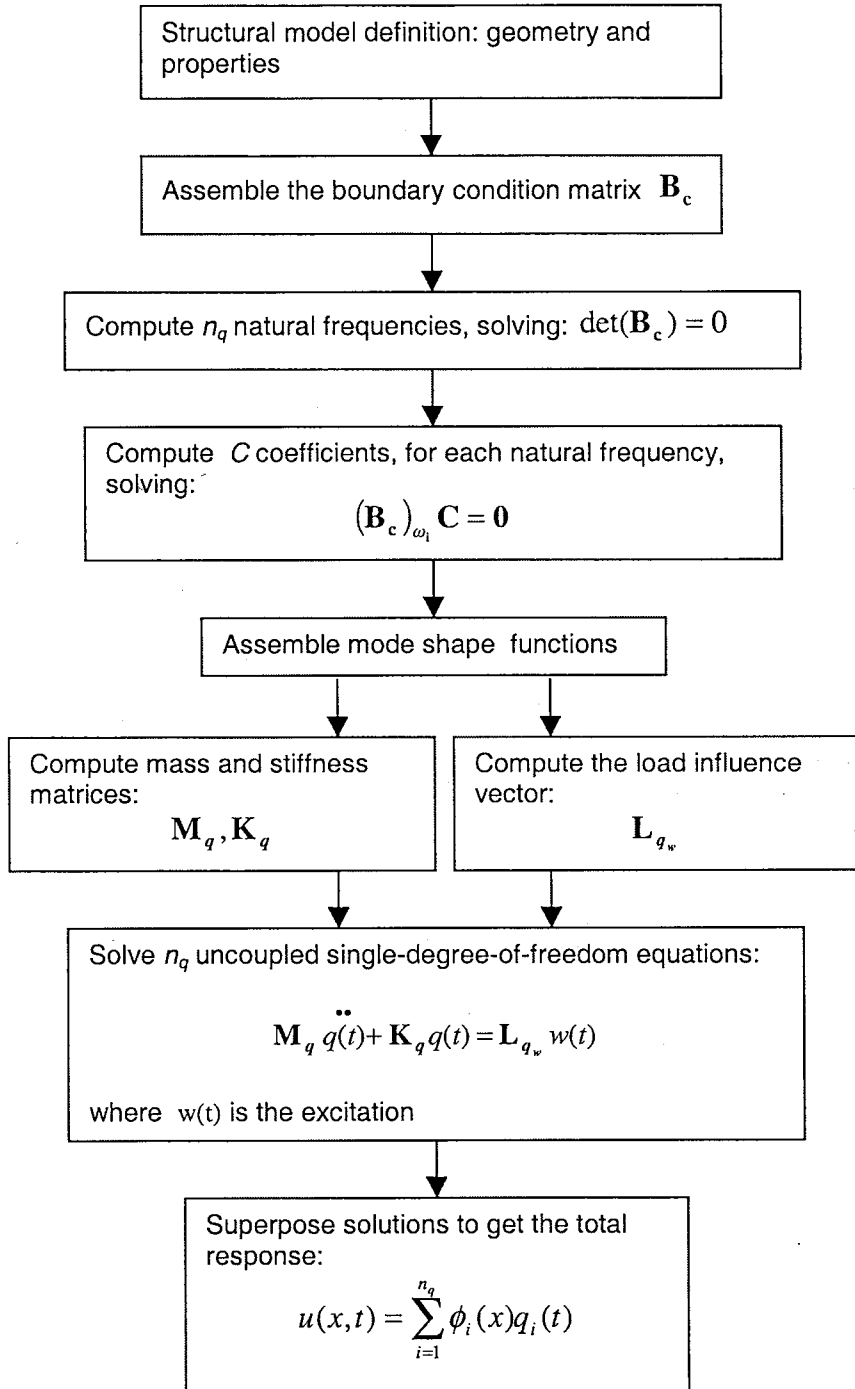 Structural model definition: geometry and
properties
Assemble the boundary condition matrix B_c
Compute n_q natural frequencies, solving: det(B_c) = 0
Compute C coefficients, for each natural frequency,
solving:
(B_c)_{ω_i} C = 0
Assemble mode shape functions
Compute mass and stiffness
matrices:
M_q, K_q
Compute the load influence
vector:
L_{q_w}
Solve n_q uncoupled single-degree-of-freedom equations:
M_q q̈(t) + K_q q(t) = L_{q_w} w(t)
where w(t) is the excitation
Superpose solutions to get the total
response:
u(x,t) = ∑_{i=1}^{n_q} ϕ_i(x)q_i(t)